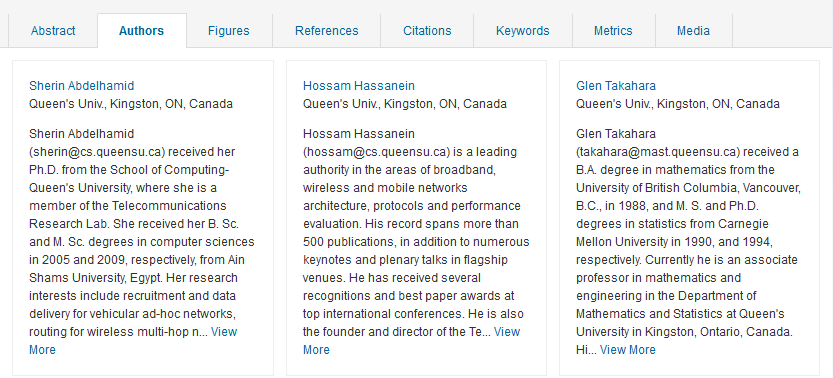 Abstract Authors Figures References Citations Keywords Metrics Media
Sherin Abdelhamid
Queen's Univ., Kingston, ON, Canada
Sherin Abdelhamid
(sherin@cs.queensu.ca) received her
Ph.D. from the School of Computing-
Queen's University, where she is a
member of the Telecommunications
Research Lab. She received her B. Sc.
and M. Sc. degrees in computer sciences
in 2005 and 2009, respectively, from Ain
Shams University, Egypt. Her research
interests include recruitment and data
delivery for vehicular ad-hoc networks,
routing for wireless multi-hop n... View
More
Hossam Hassanein
Queen's Univ., Kingston, ON, Canada
Hossam Hassanein
(hossam@cs.queensu.ca) is a leading
authority in the areas of broadband,
wireless and mobile networks
architecture, protocols and performance
evaluation. His record spans more than
500 publications, in addition to numerous
keynotes and plenary talks in flagship
venues. He has received several
recognitions and best paper awards at
top international conferences. He is also
the founder and director of the Te... View
More
Glen Takahara
Queen's Univ., Kingston, ON, Canada
Glen Takahara
(takahara@mast.queensu.ca) received a
B.A. degree in mathematics from the
University of British Columbia, Vancouver,
B.C., in 1988, and M. S. and Ph.D.
degrees in statistics from Carnegie
Mellon University in 1990, and 1994,
respectively. Currently he is an associate
professor in mathematics and
engineering in the Department of
Mathematics and Statistics at Queen's
University in Kingston, Ontario, Canada.
Hi... View More